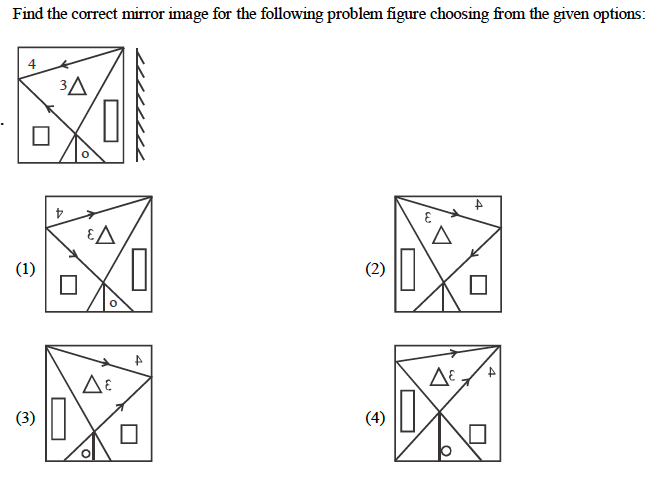 Find the correct mirror image for the following problem figure choosing from the given options:
4
3
o
(1)
4
3
o
(2)
4
3
(3)
4
3
o
(4)
4
3
o